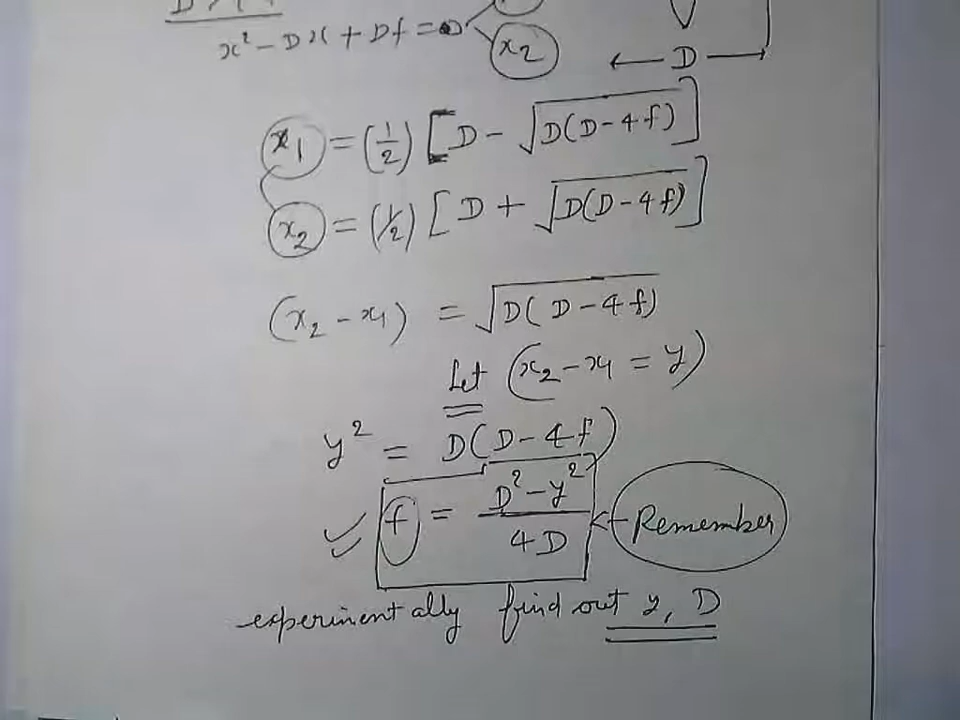 x² - Dx + Df = 0
x₂
← D →
x₁ = (1/2) [D - √D(D - 4f)]
x₂ = (1/2) [D + √D(D - 4f)]
(x₂ - x₁) = √D(D - 4f)
Let (x₂ - x₁ = y)
y² = D(D - 4f)
f = D² - y² / 4D ← Remember
experimentally find out y, D